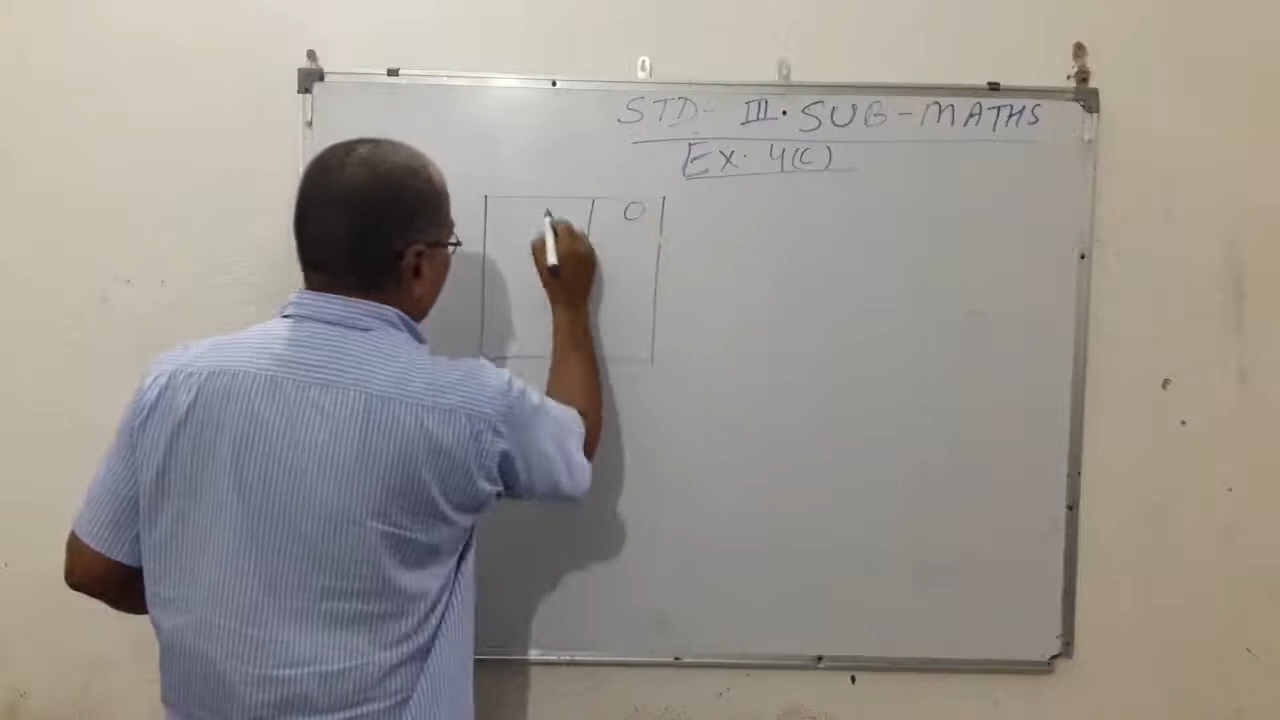 STD- III. SUB-MATHS
Ex. 4(C)
O